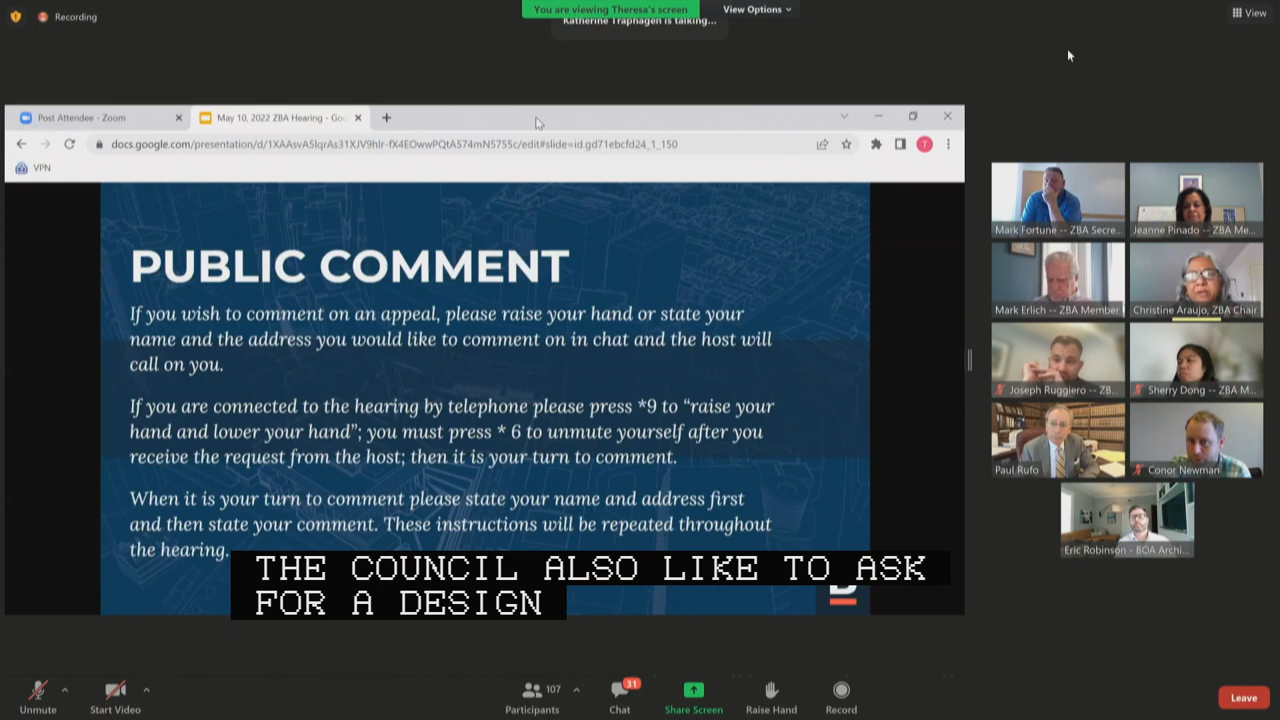 Recording
You are viewing Theresa's screen
View Options
Katherine Traphagen is talking...
View
Post Attendee - Zoom
May 10, 2022 ZBA Hearing - Goo
docs.google.com/presentation/d/1XAAsvA5lqrAs31XJV9hIr-fX4EOwwPQtA574mN5755c/edit#slide=id.gd71ebcfd24_1_150
T
VPN
PUBLIC COMMENT
If you wish to comment on an appeal, please raise your hand or state your
name and the address you would like to comment on in chat and the host will
call on you.
If you are connected to the hearing by telephone please press *9 to “raise your
hand and lower your hand”; you must press * 6 to unmute yourself after you
receive the request from the host; then it is your turn to comment.
When it is your turn to comment please state your name and address first
and then state your comment. These instructions will be repeated throughout
the hearing.
THE COUNCIL ALSO LIKE TO ASK
FOR A DESIGN
B
Mark Fortune -- ZBA Secre...
Jeanne Pinado -- ZBA Me...
Mark Erlich -- ZBA Member
Christine Araujo, ZBA Chair
Joseph Ruggiero -- ZB...
Sherry Dong -- ZBA M...
Paul Rufo
Conor Newman
Eric Robinson - BOA Archi...
Unmute
Start Video
107
Participants
31
Chat
Share Screen
Raise Hand
Record
Leave